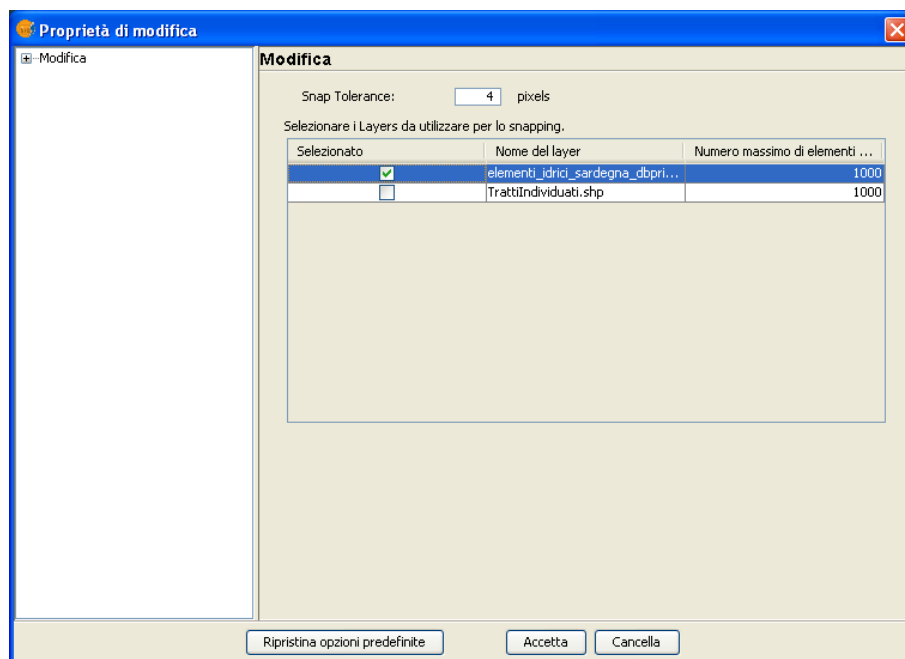 Proprietà di modifica
Modifica
Modifica
Snap Tolerance: 4 pixels
Selezionare i Layers da utilizzare per lo snapping.
Selezionato Nome del layer Numero massimo di elementi ...
elementi_idrici_sardegna_dbpri... 1000
TrattiIndividuati.shp 1000
Ripristina opzioni predefinite Accetta Cancella